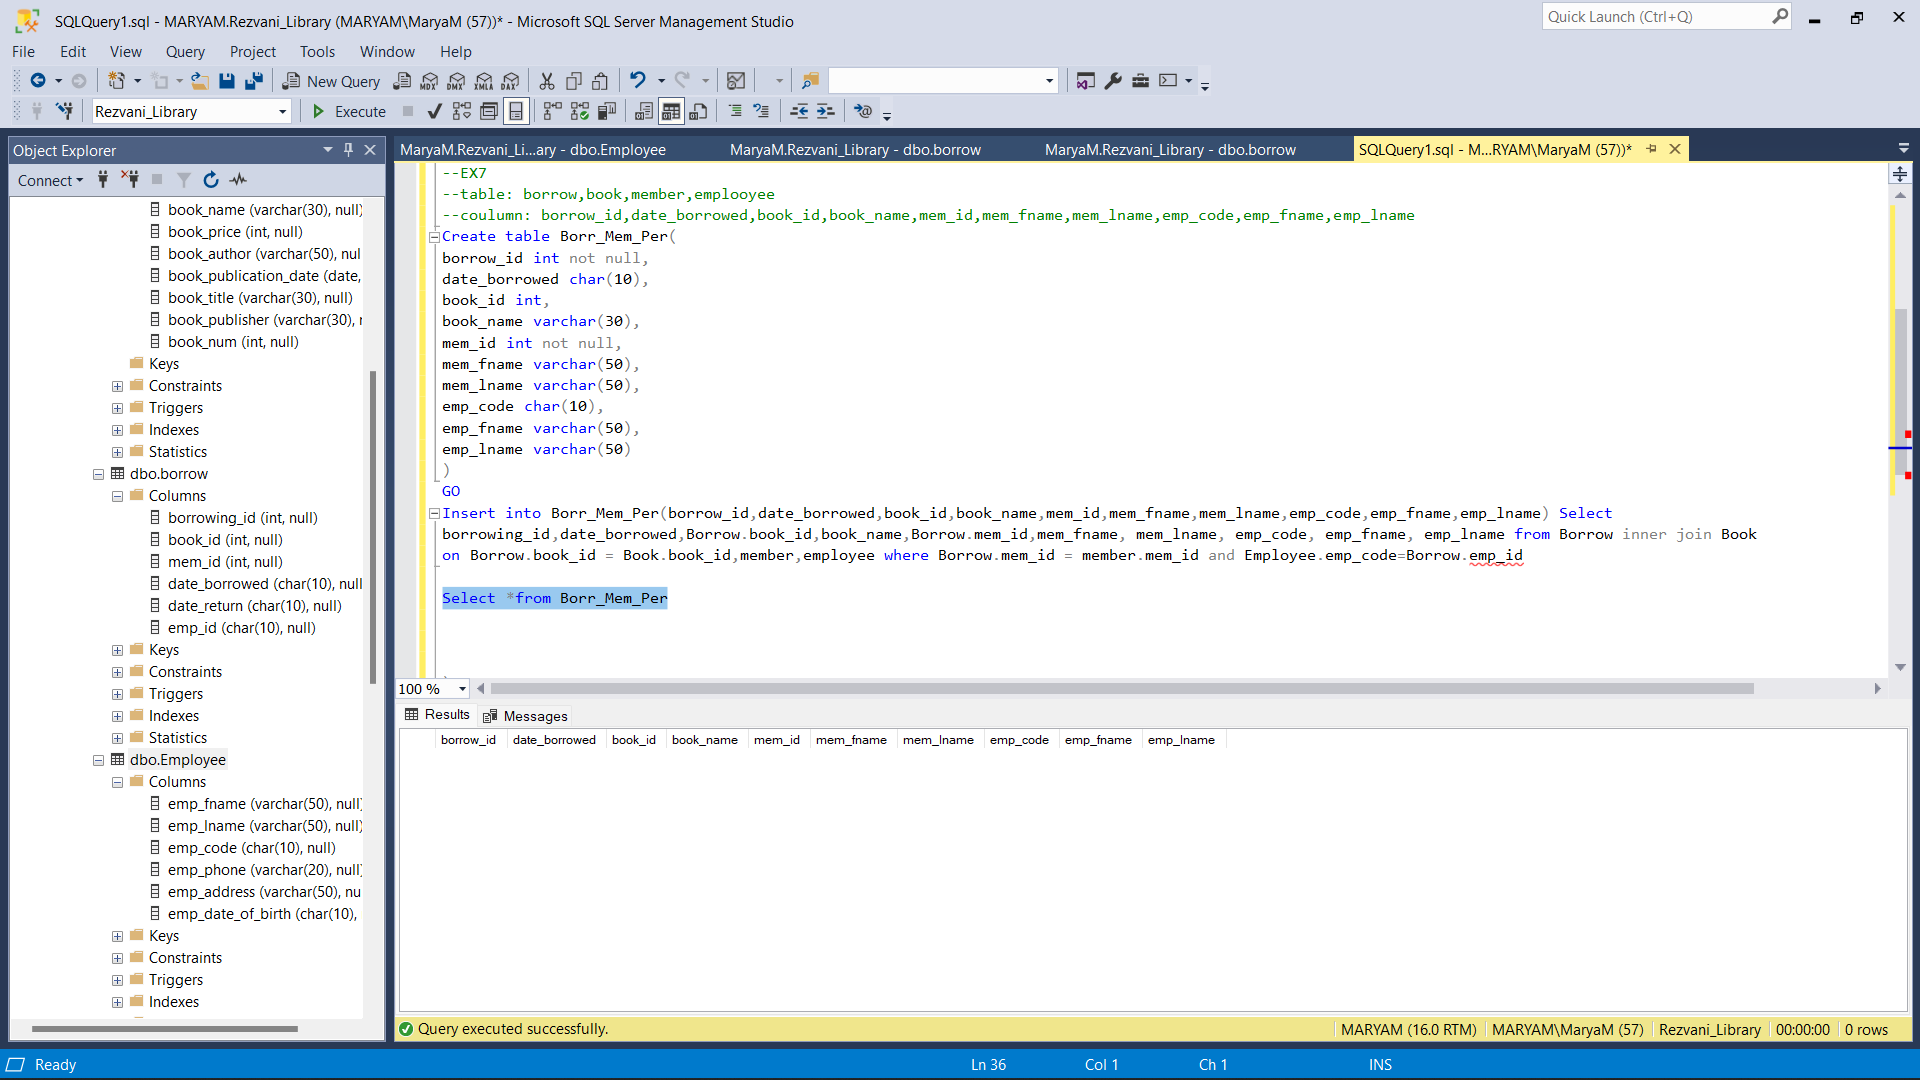 SQLQuery1.sql - MARYAM.Rezvani_Library (MARYAM\MaryaM (57))* - Microsoft SQL Server Management Studio
Quick Launch (Ctrl+Q)
File Edit View Query Project Tools Window Help
New Query MDX DMX XMLA DAX
Rezvani_Library Execute
Object Explorer
Connect
book_name (varchar(30), null)
book_price (int, null)
book_author (varchar(50), nul
book_publication_date (date,
book_title (varchar(30), null)
book_publisher (varchar(30), r
book_num (int, null)
Keys
Constraints
Triggers
Indexes
Statistics
dbo.borrow
Columns
borrowing_id (int, null)
book_id (int, null)
mem_id (int, null)
date_borrowed (char(10), null
date_return (char(10), null)
emp_id (char(10), null)
Keys
Constraints
Triggers
Indexes
Statistics
dbo.Employee
Columns
emp_fname (varchar(50), null)
emp_lname (varchar(50), null)
emp_code (char(10), null)
emp_phone (varchar(20), null)
emp_address (varchar(50), nu
emp_date_of_birth (char(10),
Keys
Constraints
Triggers
Indexes
MaryaM.Rezvani_Li...ary - dbo.Employee
MaryaM.Rezvani_Library - dbo.borrow
MaryaM.Rezvani_Library - dbo.borrow
SQLQuery1.sql - M...RYAM\MaryaM (57))*
--EX7
--table: borrow,book,member,emplooyee
--coulumn: borrow_id,date_borrowed,book_id,book_name,mem_id,mem_fname,mem_lname,emp_code,emp_fname,emp_lname
Create table Borr_Mem_Per(
borrow_id int not null,
date_borrowed char(10),
book_id int,
book_name varchar(30),
mem_id int not null,
mem_fname varchar(50),
mem_lname varchar(50),
emp_code char(10),
emp_fname varchar(50),
emp_lname varchar(50)
)
GO
Insert into Borr_Mem_Per(borrow_id,date_borrowed,book_id,book_name,mem_id,mem_fname,mem_lname,emp_code,emp_fname,emp_lname) Select
borrowing_id,date_borrowed,Borrow.book_id,book_name,Borrow.mem_id,mem_fname, mem_lname, emp_code, emp_fname, emp_lname from Borrow inner join Book
on Borrow.book_id = Book.book_id,member,employee where Borrow.mem_id = member.mem_id and Employee.emp_code=Borrow.emp_id
Select *from Borr_Mem_Per
100 %
Results Messages
borrow_id date_borrowed book_id book_name mem_id mem_fname mem_lname emp_code emp_fname emp_lname
Query executed successfully. MARYAM (16.0 RTM) MARYAM\MaryaM (57) Rezvani_Library 00:00:00 0 rows
Ready Ln 36 Col 1 Ch 1 INS